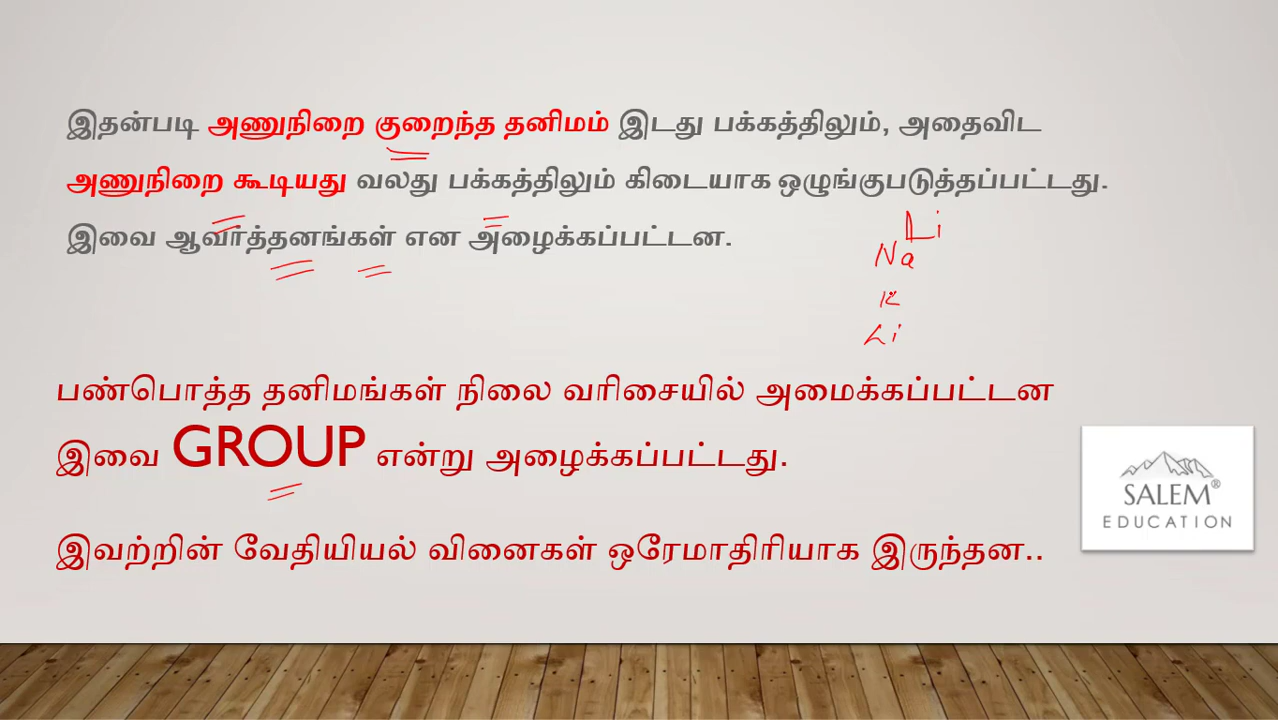 இதன்படி அணுநிறை குறைந்த தனிமம் இடது பக்கத்திலும், அதைவிட
அணுநிறை கூடியது வலது பக்கத்திலும் கிடையாக ஒழுங்குபடுத்தப்பட்டது.
இவை ஆவர்த்தனங்கள் என அழைக்கப்பட்டன.
Li
Na
K
Li
பண்பொத்த தனிமங்கள் நிலை வரிசையில் அமைக்கப்பட்டன
இவை GROUP என்று அழைக்கப்பட்டது.
SALEM®
EDUCATION
இவற்றின் வேதியியல் வினைகள் ஒரேமாதிரியாக இருந்தன..